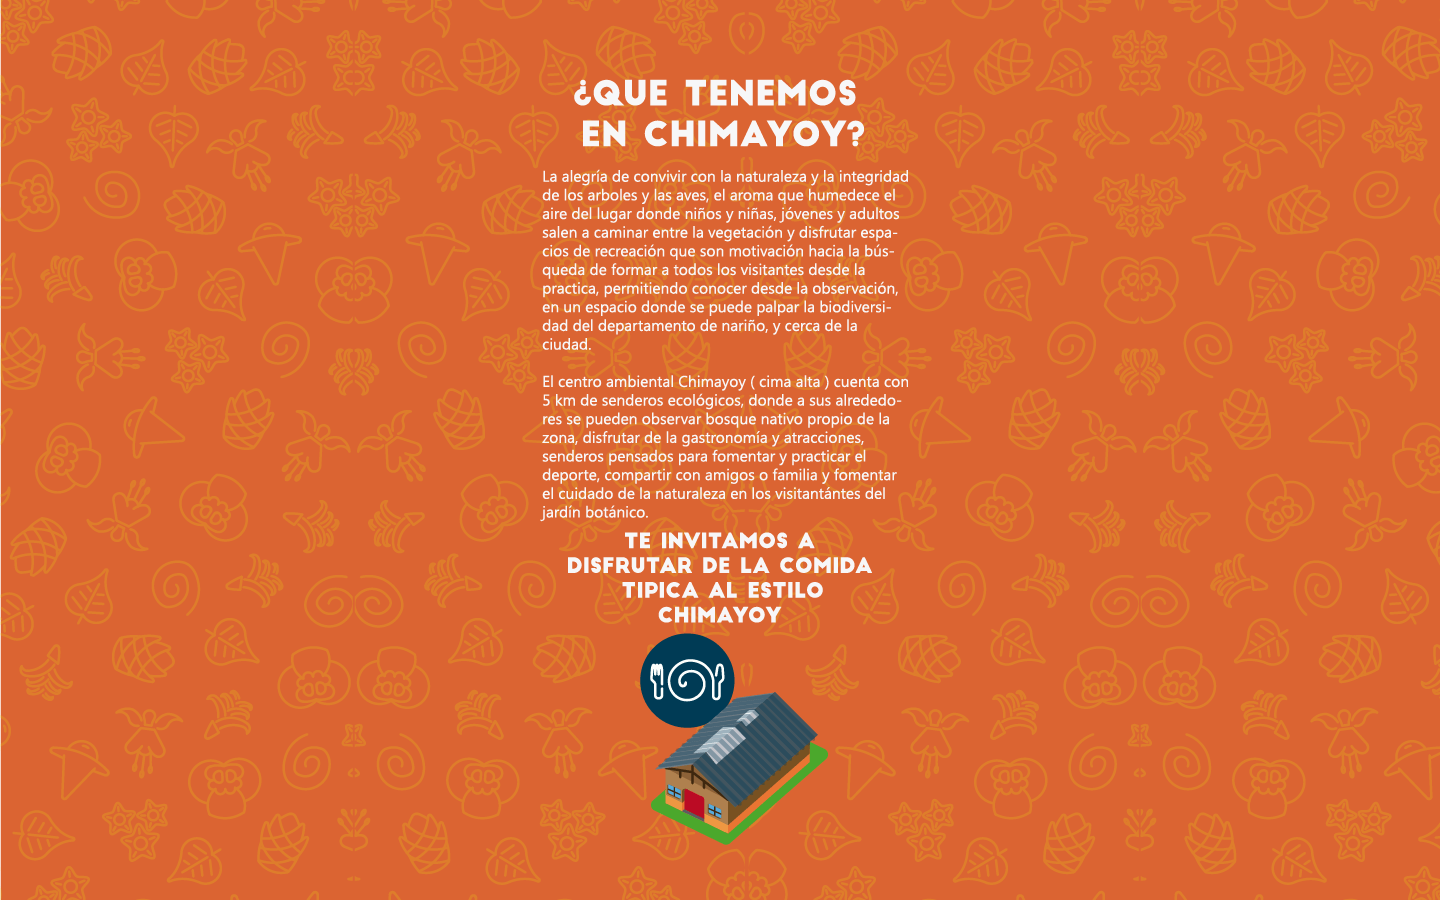 ¿QUE TENEMOS
EN CHIMAYOY?
La alegría de convivir con la naturaleza y la integridad
de los arboles y las aves, el aroma que humedece el
aire del lugar donde niños y niñas, jóvenes y adultos
salen a caminar entre la vegetación y disfrutar espa-
cios de recreación que son motivación hacia la bús-
queda de formar a todos los visitantes desde la
practica, permitiendo conocer desde la observación,
en un espacio donde se puede palpar la biodiversi-
dad del departamento de nariño, y cerca de la
ciudad.
El centro ambiental Chimayoy ( cima alta ) cuenta con
5 km de senderos ecológicos, donde a sus alrededo-
res se pueden observar bosque nativo propio de la
zona, disfrutar de la gastronomía y atracciones,
senderos pensados para fomentar y practicar el
deporte, compartir con amigos o familia y fomentar
el cuidado de la naturaleza en los visitantántes del
jardín botánico.
TE INVITAMOS A
DISFRUTAR DE LA COMIDA
TIPICA AL ESTILO
CHIMAYOY